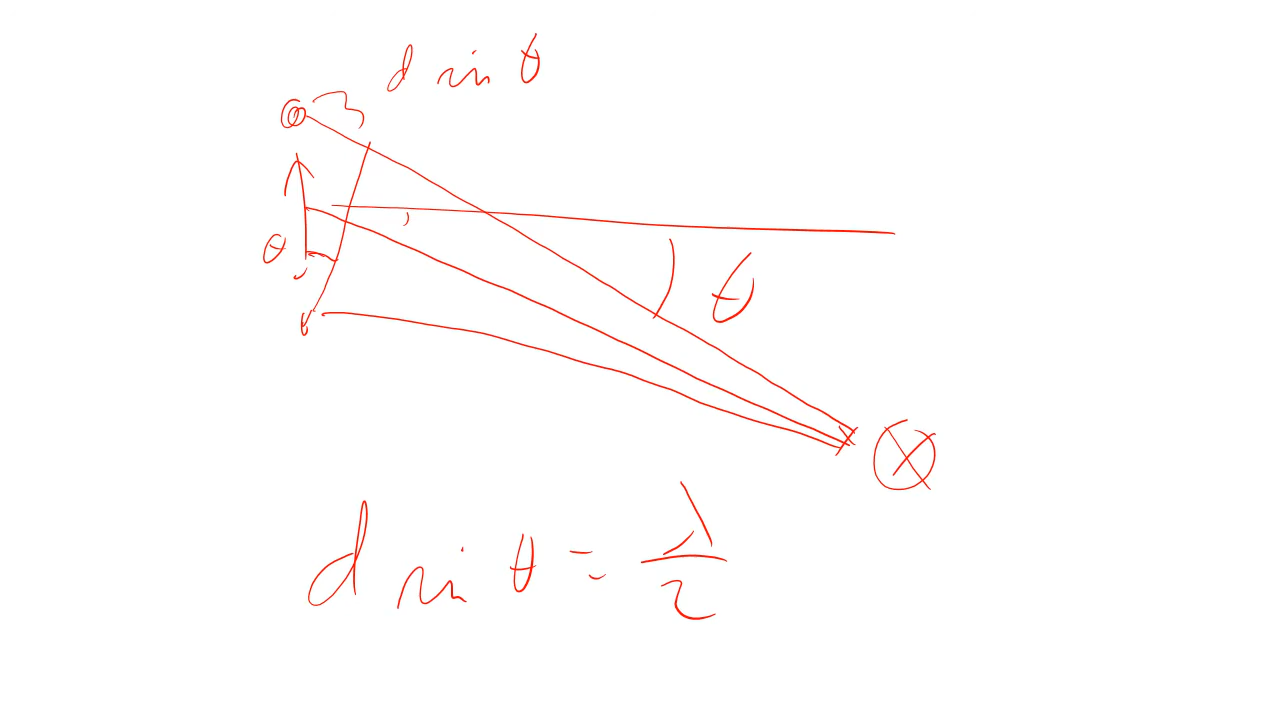 d sin θ
θ
θ
d sin θ = λ/2